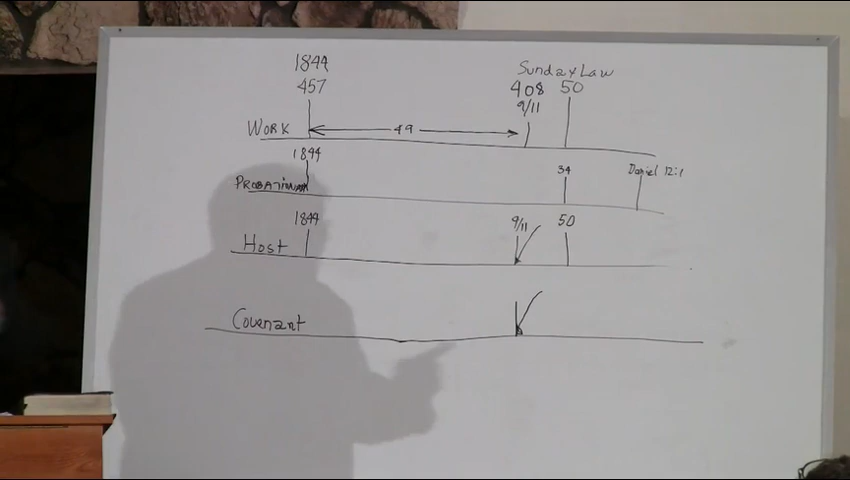 1844 Sunday Law
457 408 50
9/11
WORK 49
1844 34 Daniel 12:1
PROBATION
1844 9/11 50
HOST
Covenant